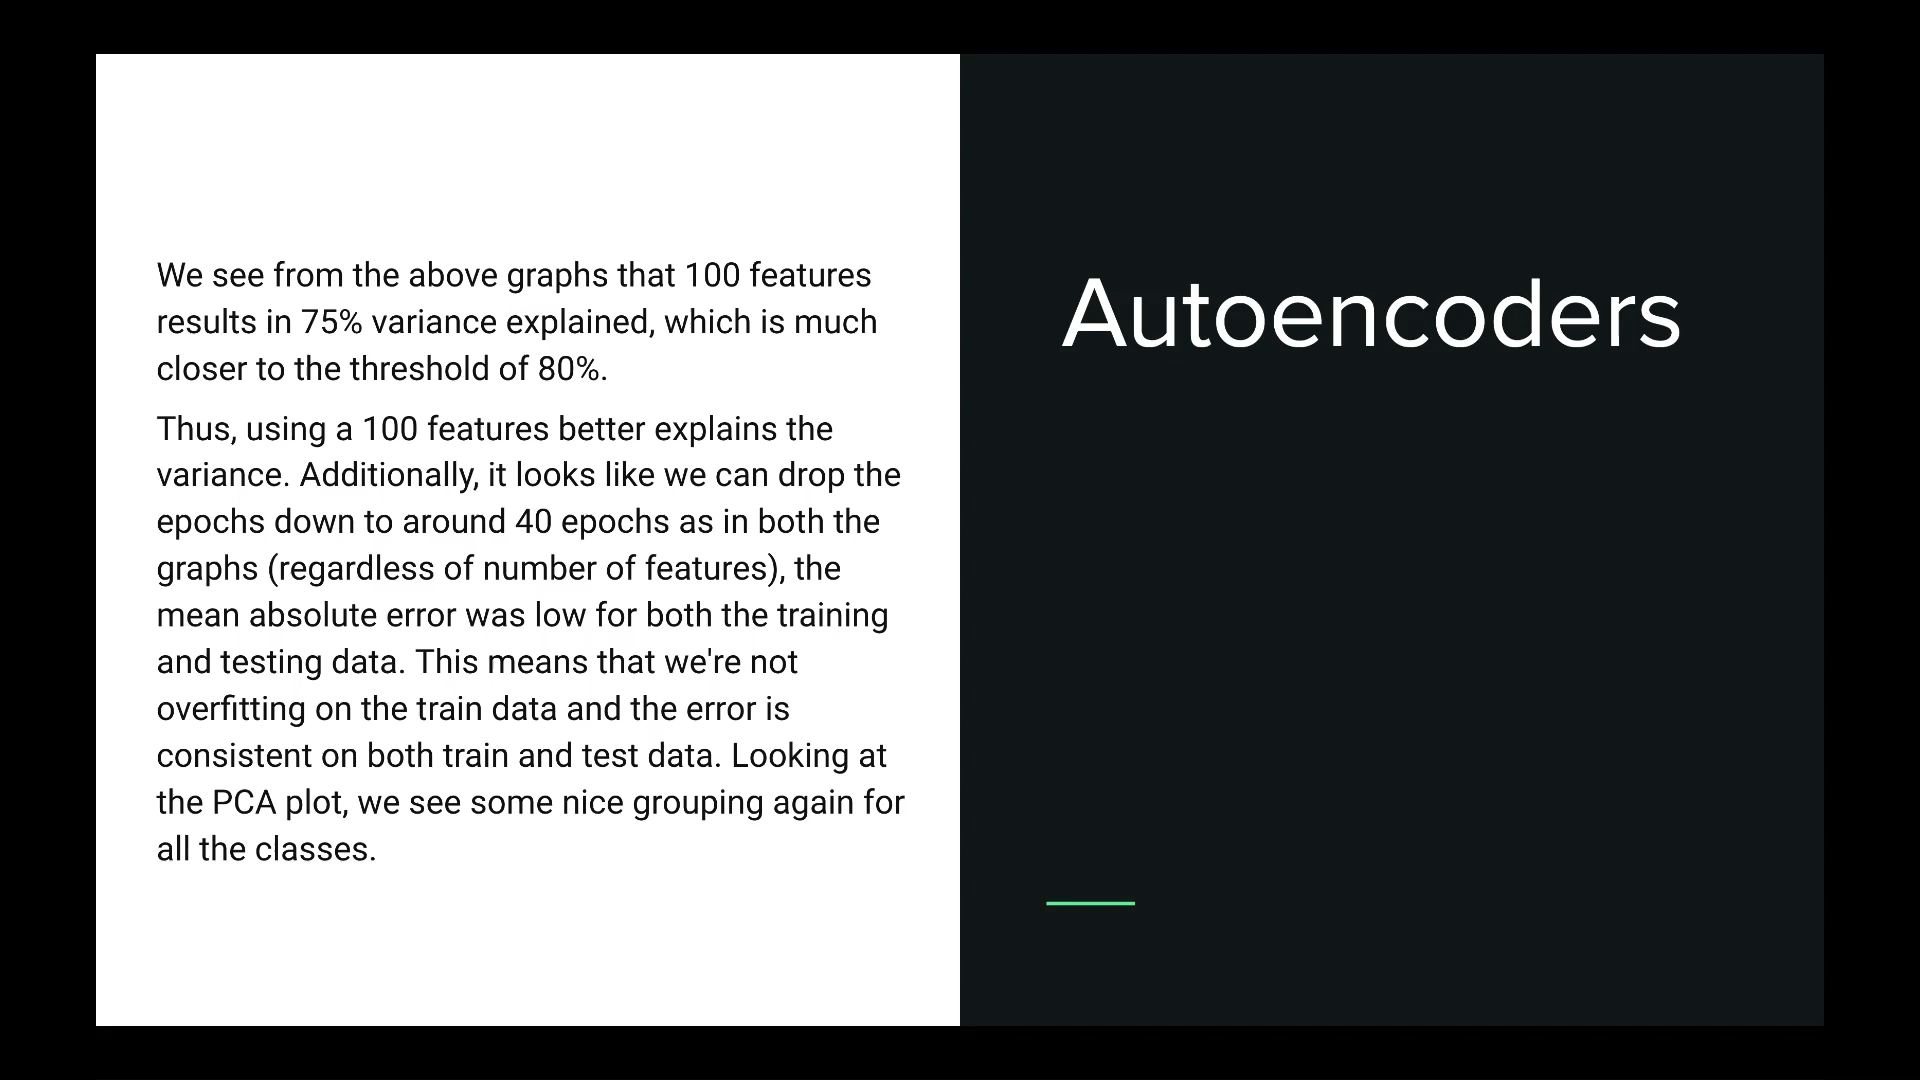 We see from the above graphs that 100 features
results in 75% variance explained, which is much
closer to the threshold of 80%.
Thus, using a 100 features better explains the
variance. Additionally, it looks like we can drop the
epochs down to around 40 epochs as in both the
graphs (regardless of number of features), the
mean absolute error was low for both the training
and testing data. This means that we're not
overfitting on the train data and the error is
consistent on both train and test data. Looking at
the PCA plot, we see some nice grouping again for
all the classes.
Autoencoders